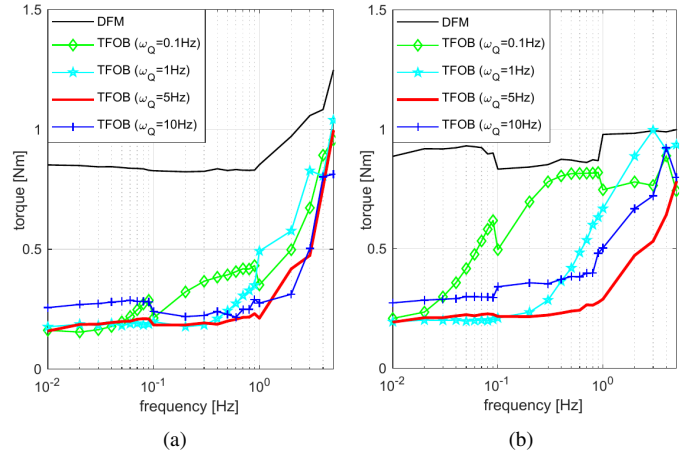 1.5
DFM
TFOB (ω_Q=0.1Hz)
TFOB (ω_Q=1Hz)
TFOB (ω_Q=5Hz)
TFOB (ω_Q=10Hz)
1
torque [Nm]
0.5
0
10^-2
10^-1
10^0
frequency [Hz]
(a)
1.5
DFM
TFOB (ω_Q=0.1Hz)
TFOB (ω_Q=1Hz)
TFOB (ω_Q=5Hz)
TFOB (ω_Q=10Hz)
1
torque [Nm]
0.5
0
10^-2
10^-1
10^0
frequency [Hz]
(b)